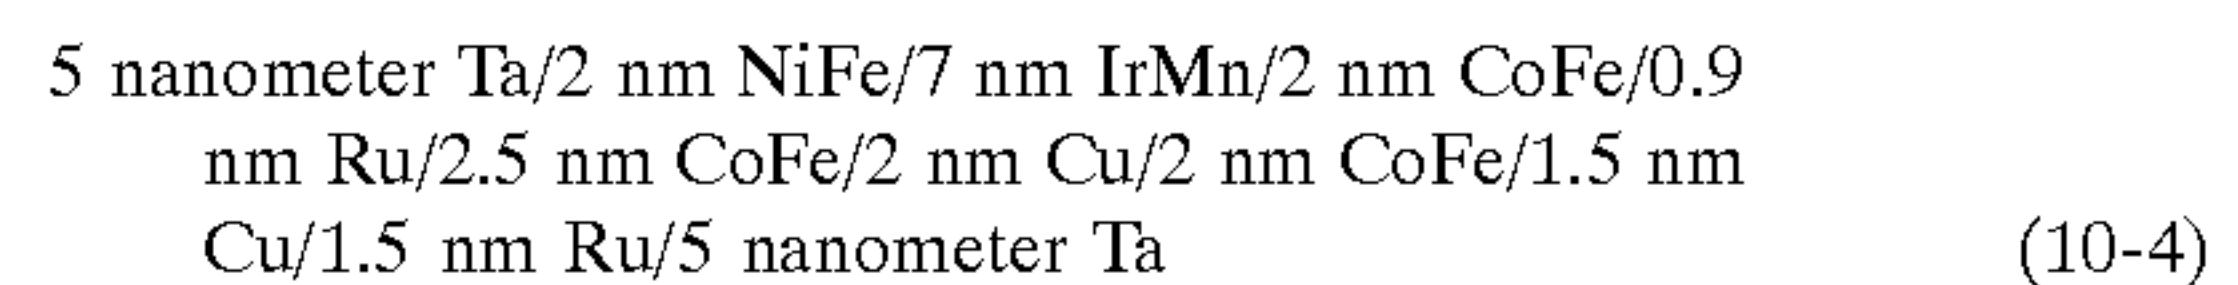 5 nanometer Ta/2 nm NiFe/7 nm IrMn/2 nm CoFe/0.9
nm Ru/2.5 nm CoFe/2 nm Cu/2 nm CoFe/1.5 nm
Cu/1.5 nm Ru/5 nanometer Ta (10-4)